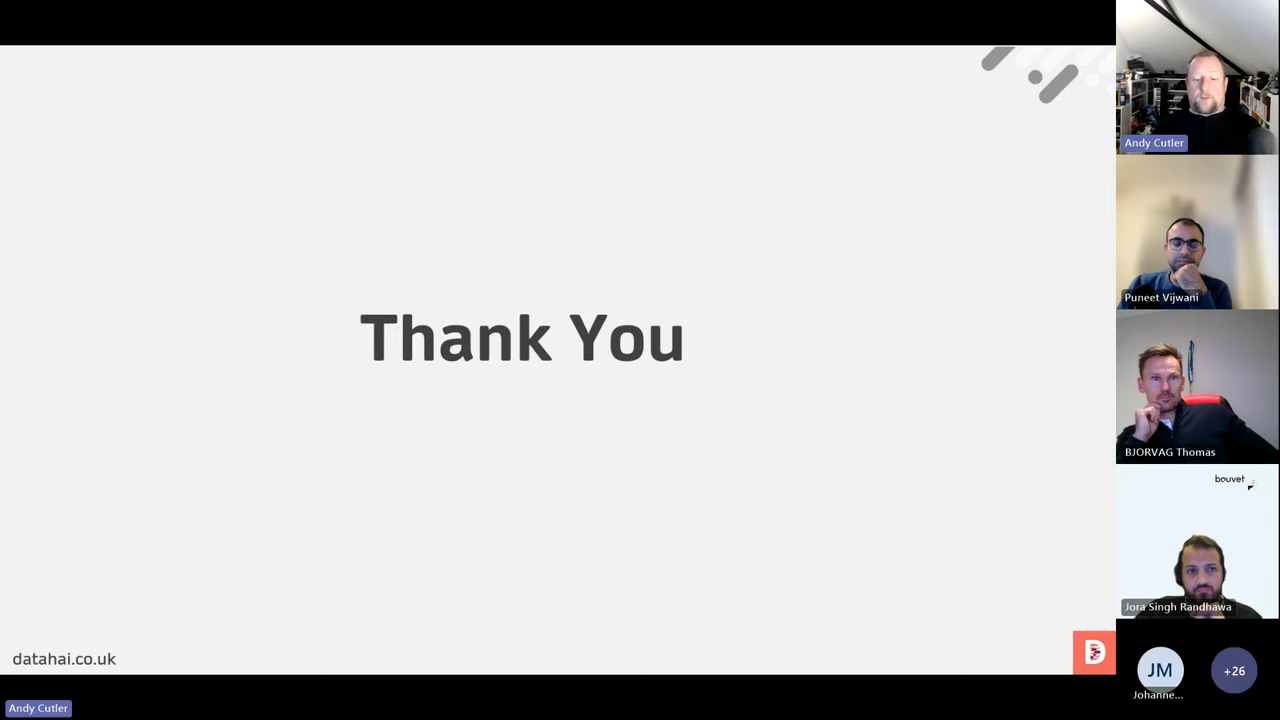 Thank You
datahai.co.uk
D
Andy Cutler
Andy Cutler
Puneet Vijwani
BJORVAG Thomas
bouvet
Jora Singh Randhawa
JM
Johanne...
+26